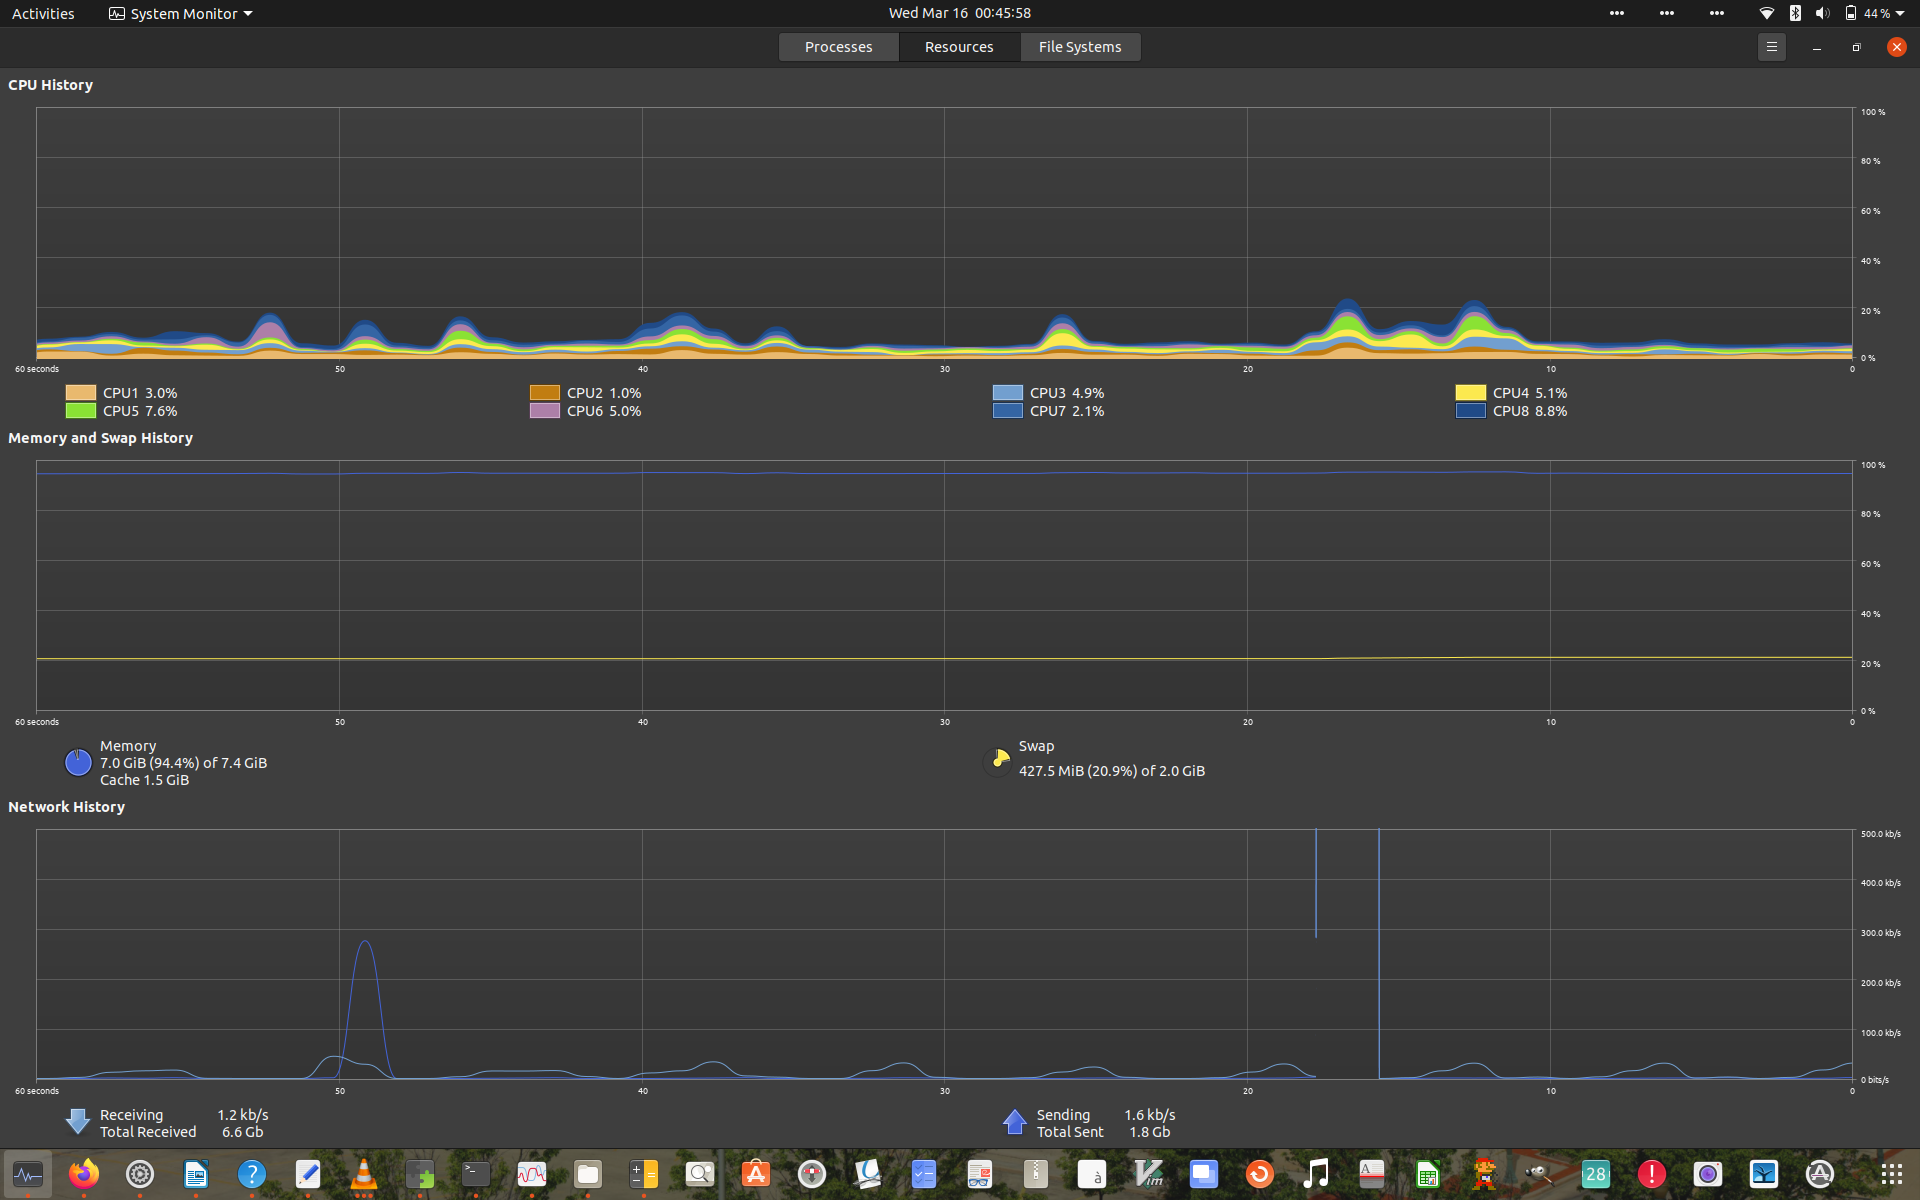 Activities System Monitor Wed Mar 16 00:45:58 44 %
Processes Resources File Systems
CPU History
100 %
80 %
60 %
40 %
20 %
0 %
60 seconds 50 40 30 20 10 0
CPU1 3.0% CPU2 1.0% CPU3 4.9% CPU4 5.1%
CPU5 7.6% CPU6 5.0% CPU7 2.1% CPU8 8.8%
Memory and Swap History
100 %
80 %
60 %
40 %
20 %
0 %
60 seconds 50 40 30 20 10 0
Memory
7.0 GiB (94.4%) of 7.4 GiB
Cache 1.5 GiB
Swap
427.5 MiB (20.9%) of 2.0 GiB
Network History
500.0 kb/s
400.0 kb/s
300.0 kb/s
200.0 kb/s
100.0 kb/s
0 bits/s
60 seconds 50 40 30 20 10 0
Receiving 1.2 kb/s Sending 1.6 kb/s
Total Received 6.6 Gb Total Sent 1.8 Gb
? >_ à Vim A 28 !